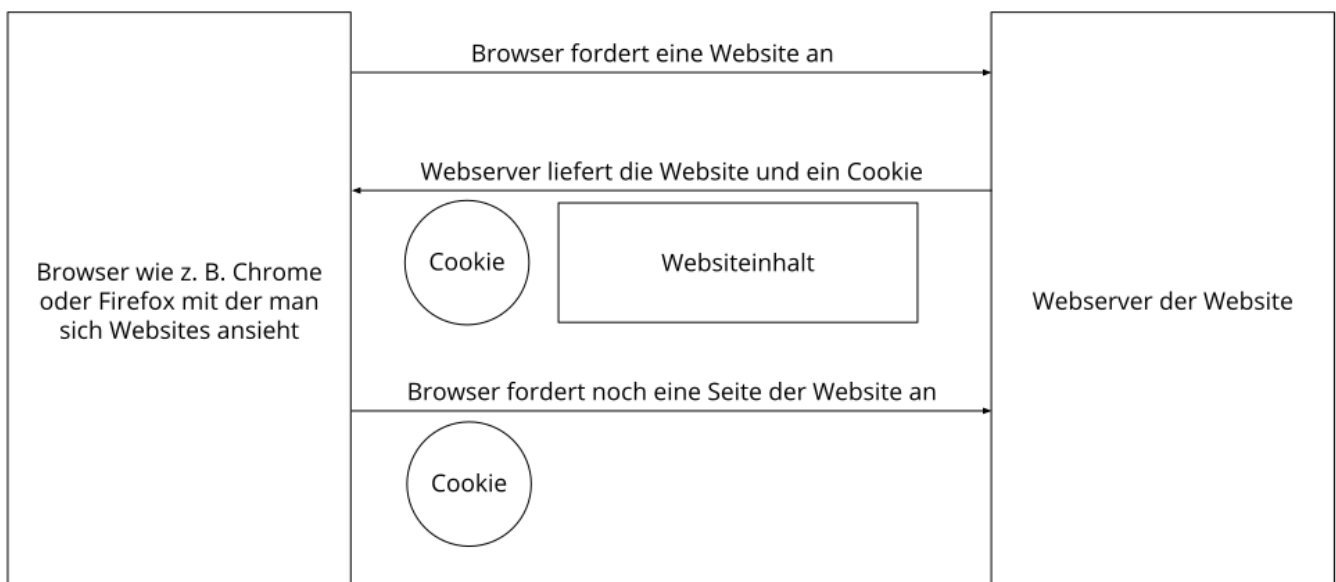 Browser fordert eine Website an
Webserver liefert die Website und ein Cookie
Cookie
Websiteinhalt
Browser wie z. B. Chrome
oder Firefox mit der man
sich Websites ansieht
Webserver der Website
Browser fordert noch eine Seite der Website an
Cookie